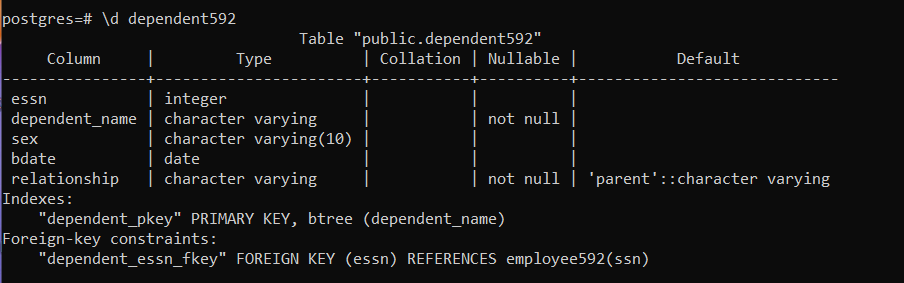 postgres=# \d dependent592
                                    Table "public.dependent592"
     Column     |         Type          | Collation | Nullable |           Default
----------------+-----------------------+-----------+----------+-----------------------------
 essn           | integer               |           |          |
 dependent_name | character varying     |           | not null |
 sex            | character varying(10) |           |          |
 bdate          | date                  |           |          |
 relationship   | character varying     |           | not null | 'parent'::character varying
Indexes:
    "dependent_pkey" PRIMARY KEY, btree (dependent_name)
Foreign-key constraints:
    "dependent_essn_fkey" FOREIGN KEY (essn) REFERENCES employee592(ssn)